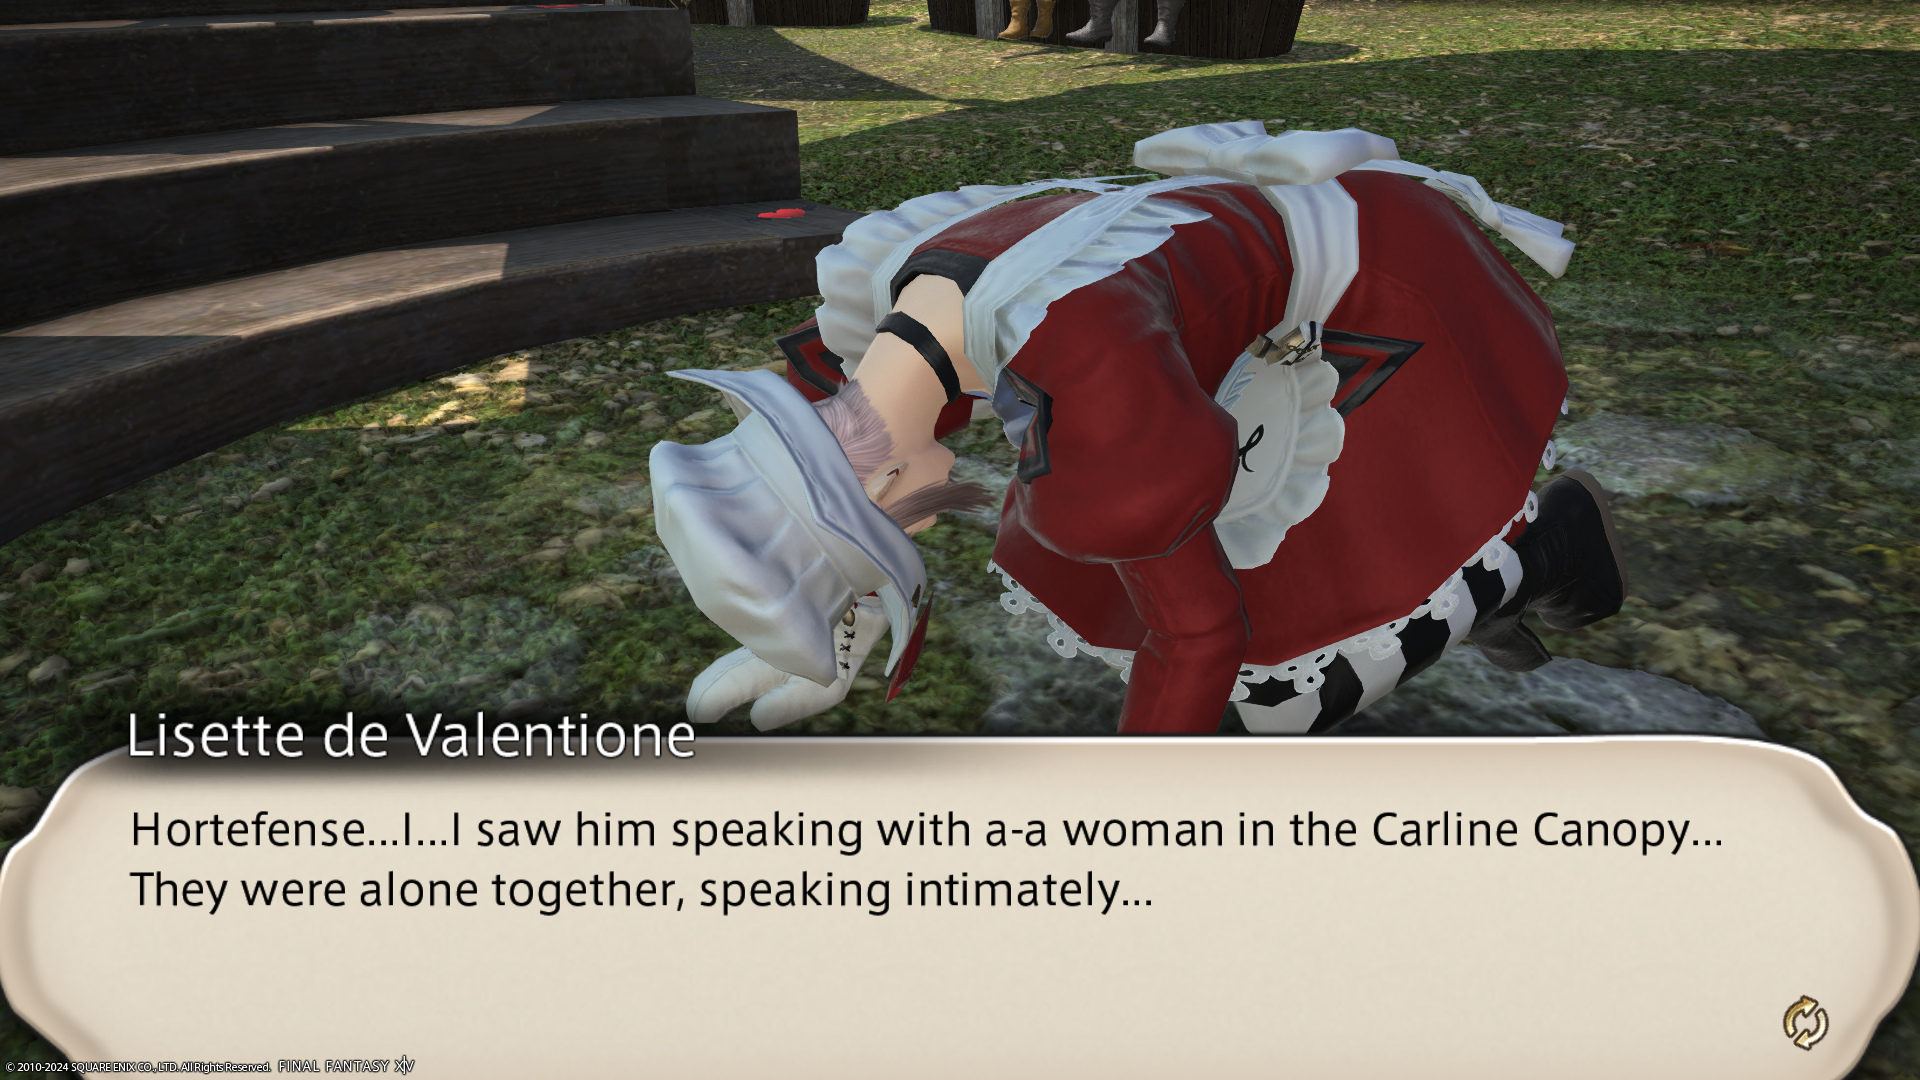 Lisette de Valentione
Hortefense...I...I saw him speaking with a-a woman in the Carline Canopy...
They were alone together, speaking intimately...
© 2010-2024 SQUARE ENIX CO., LTD. All Rights Reserved. FINAL FANTASY XIV